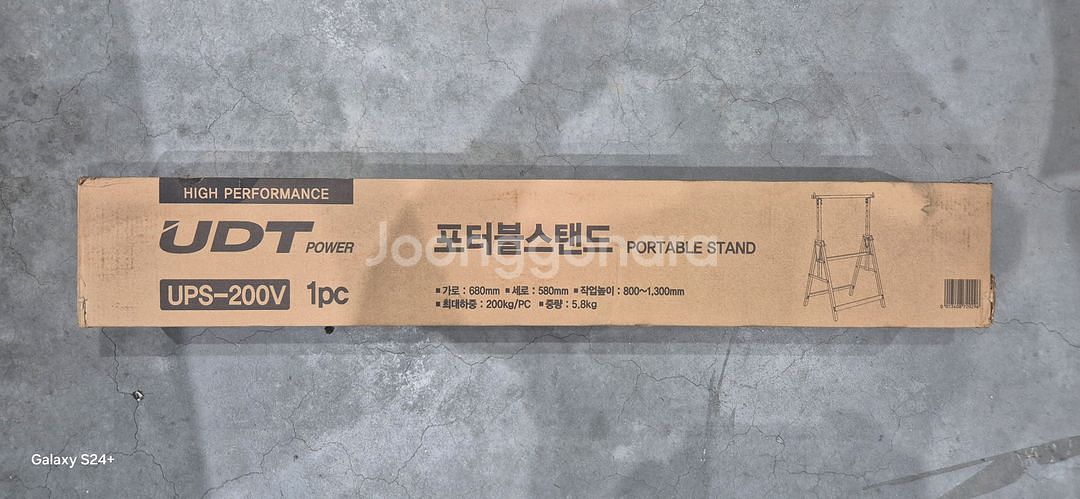 HIGH PERFORMANCE
UDT POWER
UPS-200V 1pc
포터블스탠드 PORTABLE STAND
▪가로 : 680mm ▪세로 : 580mm ▪작업높이 : 800~1,300mm
▪최대하중 : 200kg/PC ▪중량 : 5.8kg
Joonggonara
Galaxy S24+